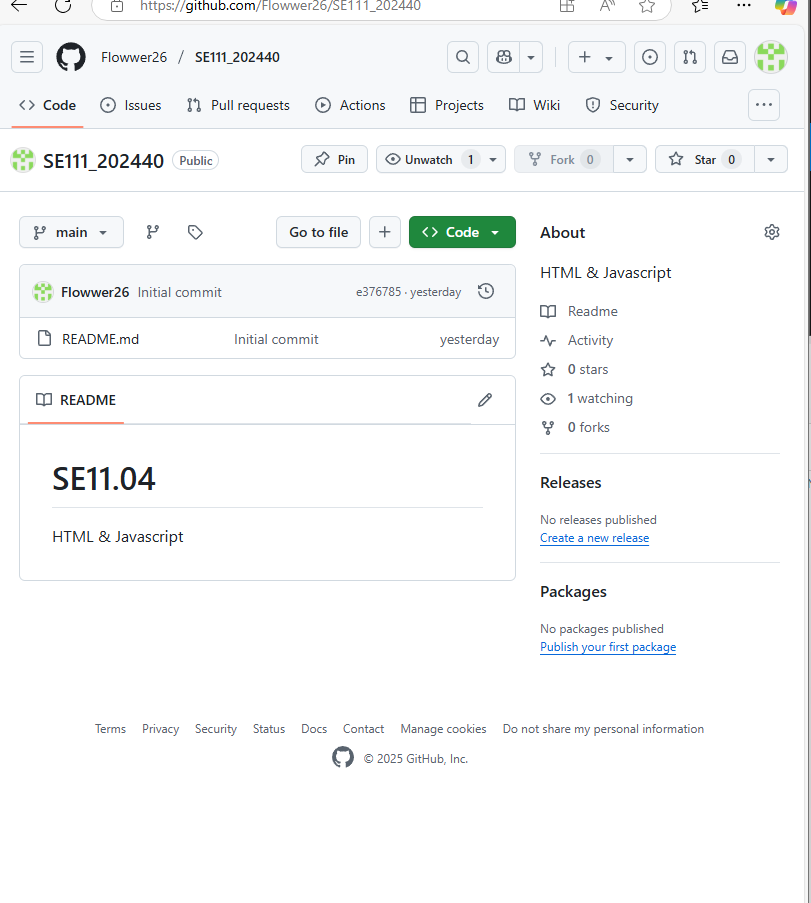 https://github.com/Flowwer26/SE111_202440
Flowwer26 / SE111_202440
Code Issues Pull requests Actions Projects Wiki Security
SE111_202440 Public Pin Unwatch 1 Fork 0 Star 0
main Go to file Code
Flowwer26 Initial commit e376785 · yesterday
README.md Initial commit yesterday
README
SE11.04
HTML & Javascript
About
HTML & Javascript
Readme
Activity
0 stars
1 watching
0 forks
Releases
No releases published
Create a new release
Packages
No packages published
Publish your first package
Terms Privacy Security Status Docs Contact Manage cookies Do not share my personal information
© 2025 GitHub, Inc.